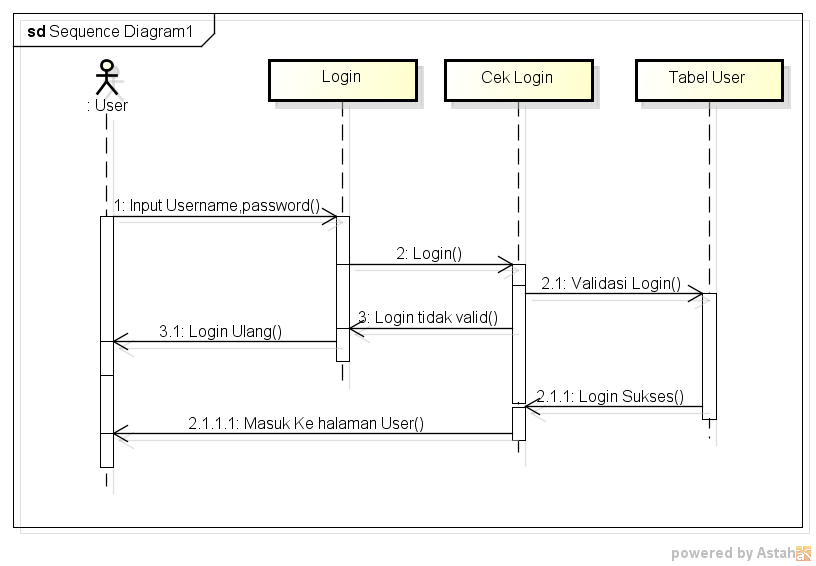 sd Sequence Diagram1
: User
Login
Cek Login
Tabel User
1: Input Username,password()
2: Login()
2.1: Validasi Login()
3: Login tidak valid()
3.1: Login Ulang()
2.1.1: Login Sukses()
2.1.1.1: Masuk Ke halaman User()
powered by Astah